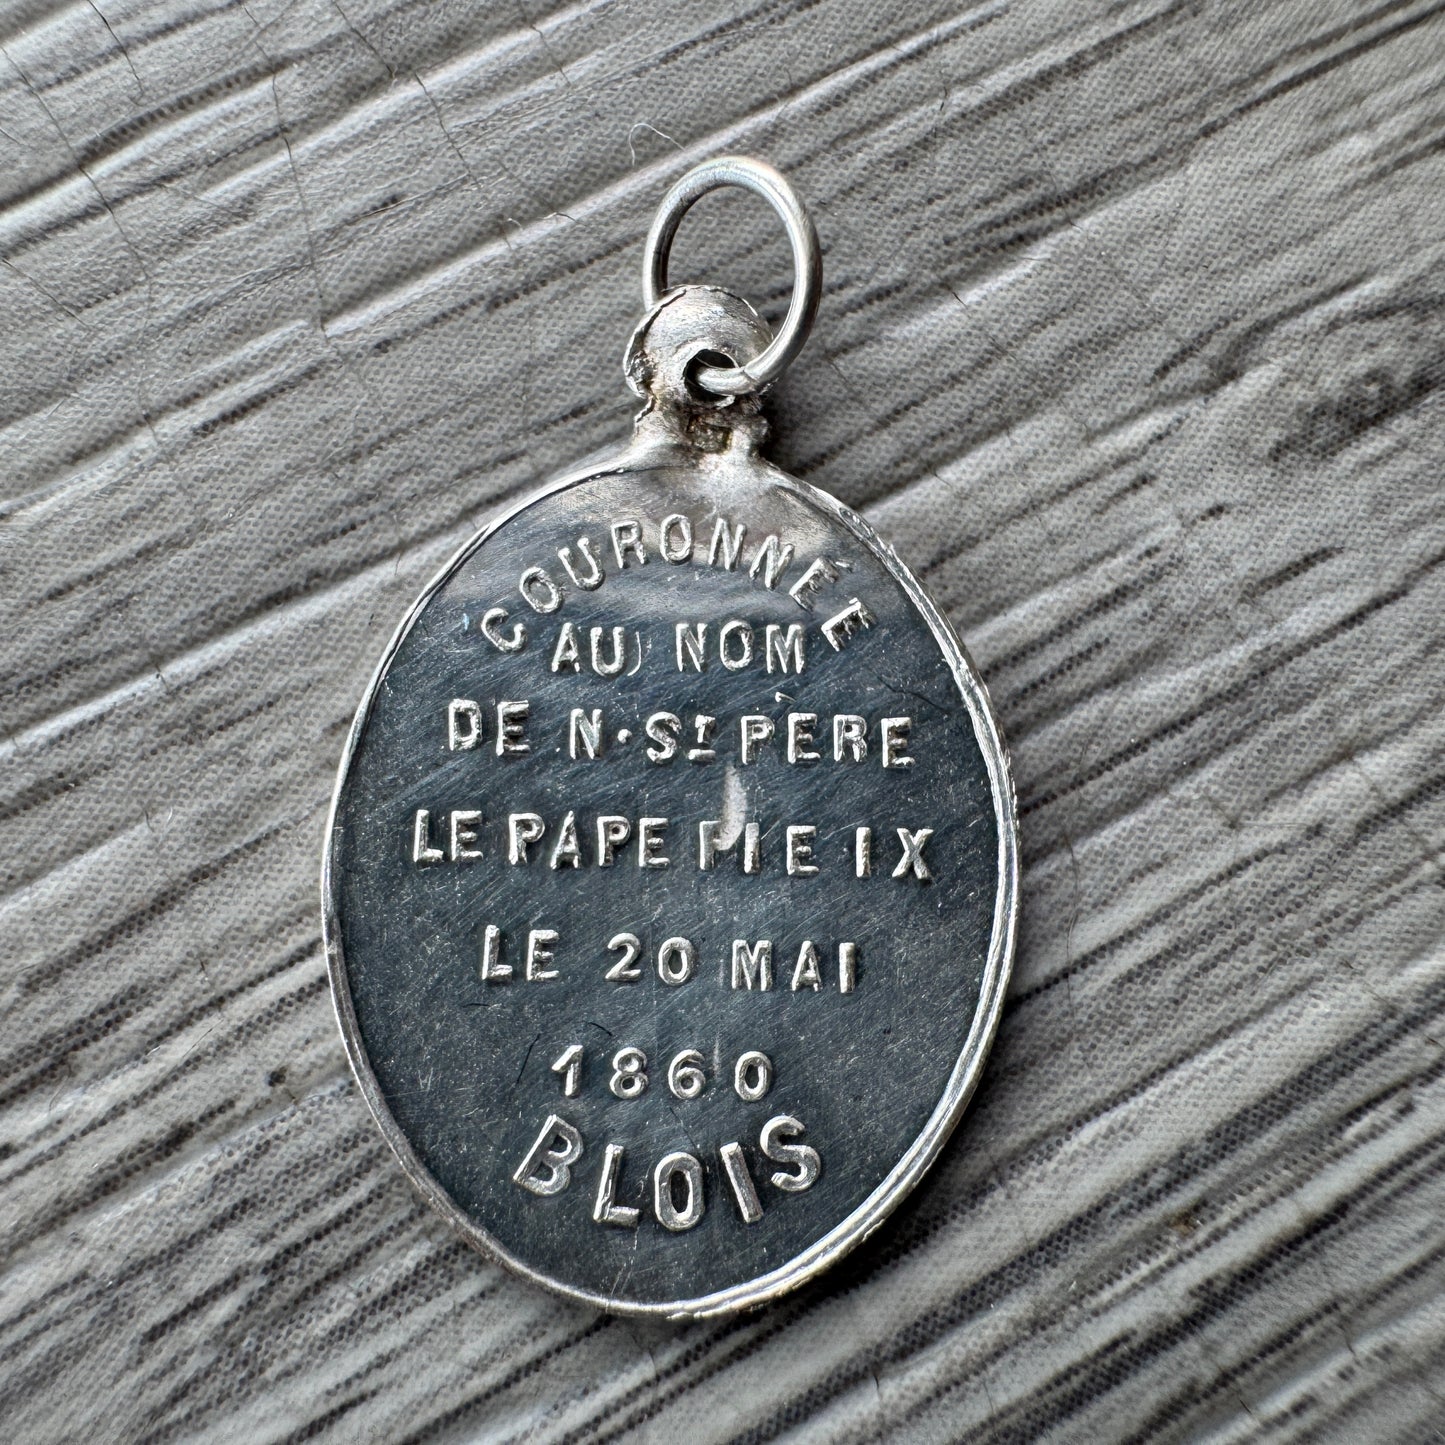 COURONNÉE
AU NOM
DE N·ST PÈRE
LE PAPE PIE IX
LE 20 MAI
1860
BLOIS